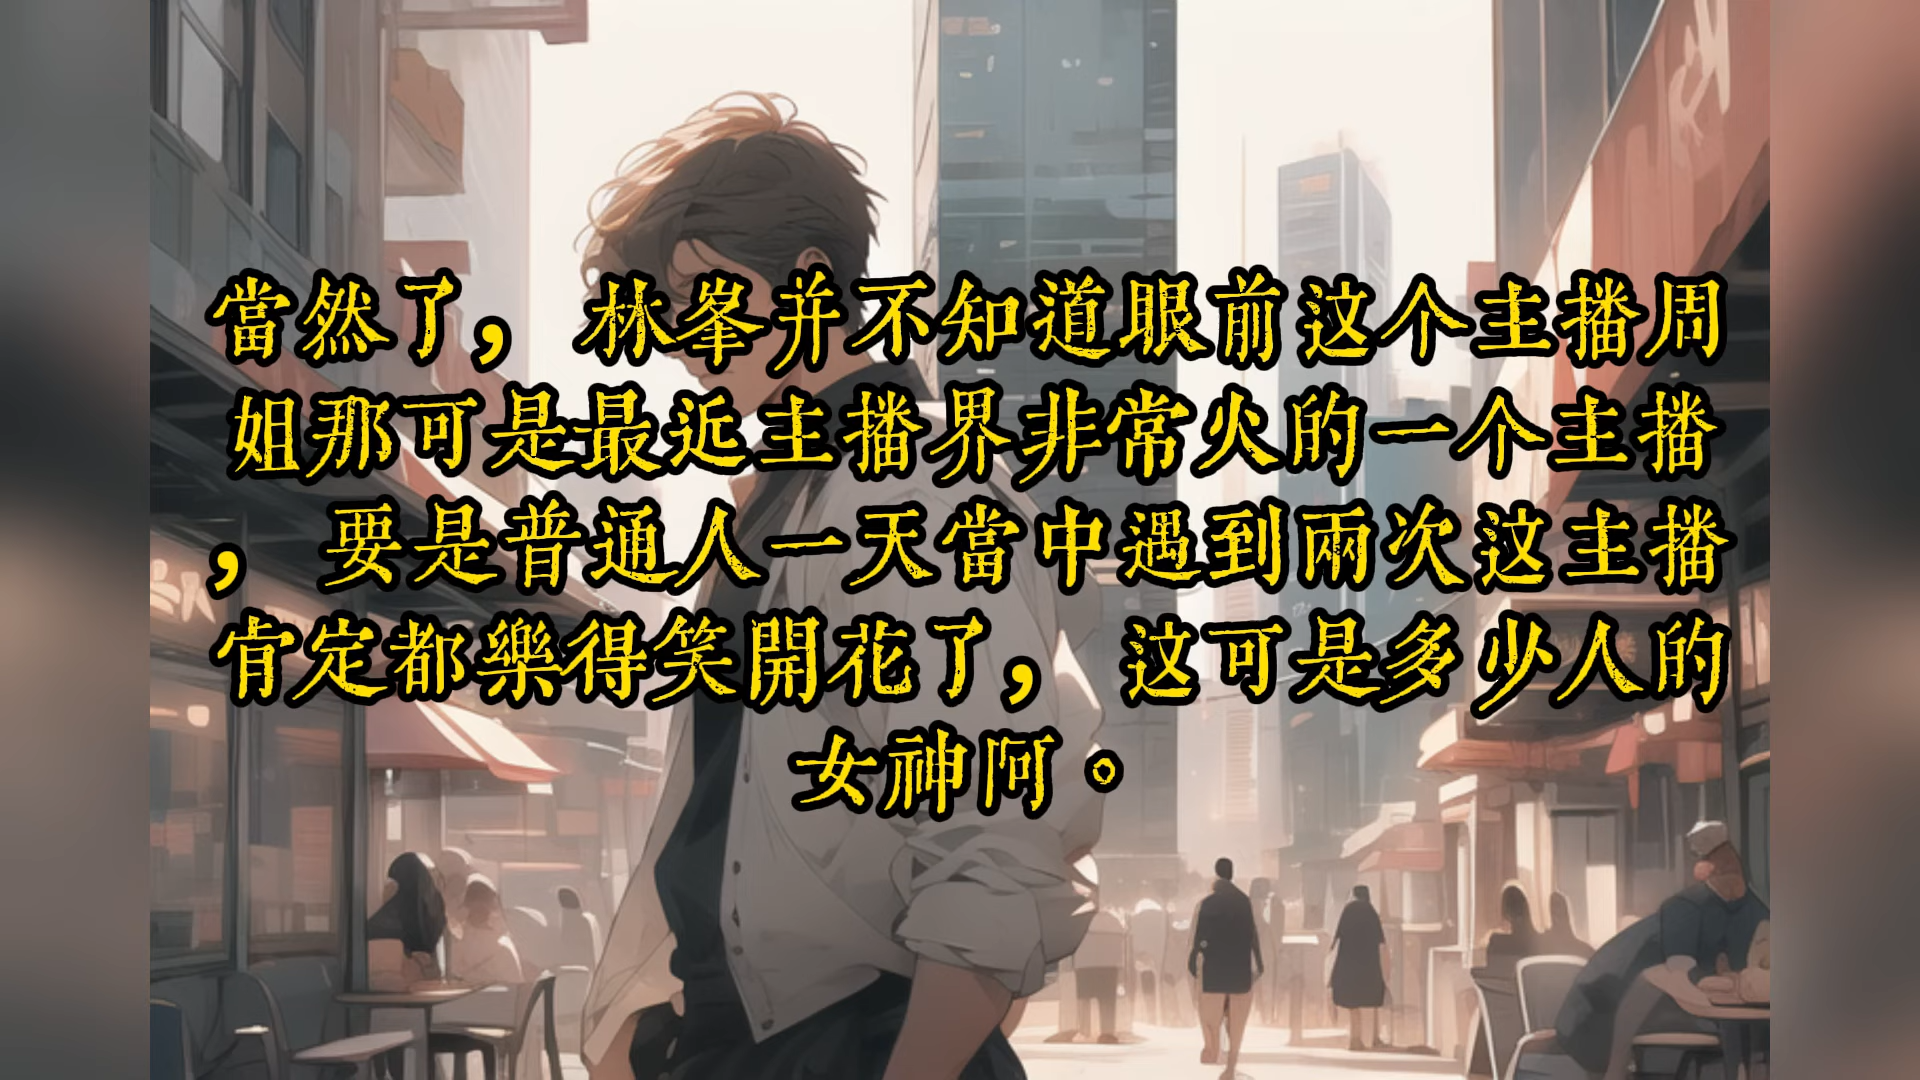 當然了， 林峯并不知道眼前这个主播周
姐那可是最近主播界非常火的一个主播
， 要是普通人一天當中遇到兩次这主播
肯定都樂得笑開花了， 这可是多少人的
女神阿。